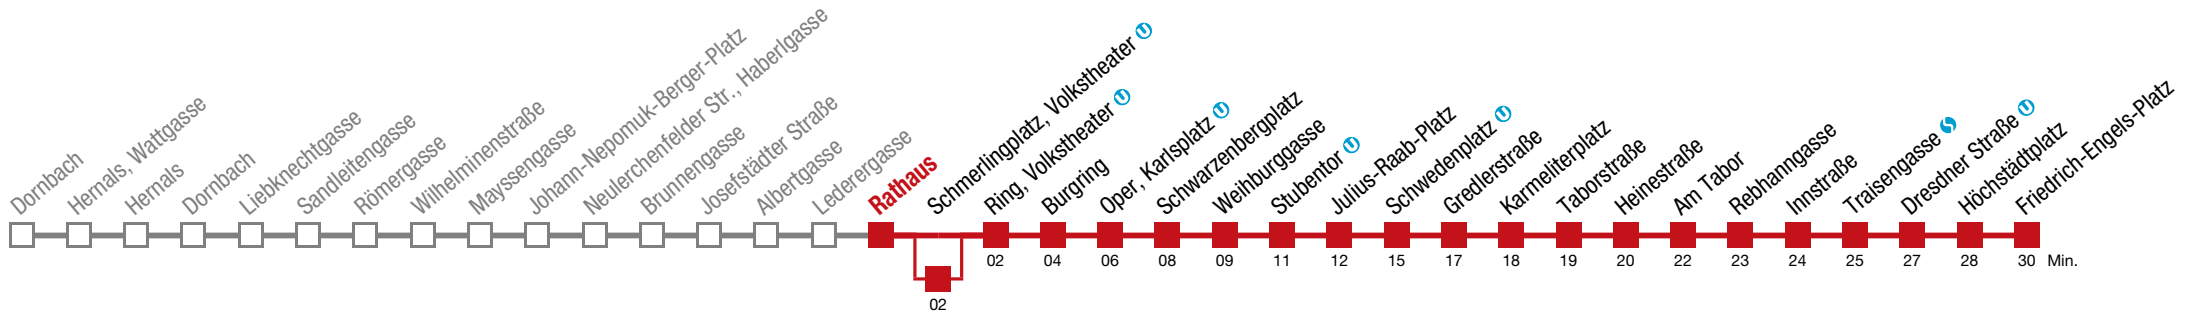 Dornbach
Hernals, Wattgasse
Hernals
Dornbach
Liebknechtgasse
Sandleitengasse
Römergasse
Wilhelminenstraße
Mayssengasse
Johann-Nepomuk-Berger-Platz
Neulerchenfelder Str., Haberlgasse
Brunnengasse
Josefstädter Straße
Albertgasse
Lederergasse
Rathaus
Schmerlingplatz, Volkstheater U
Ring, Volkstheater U
Burgring
Oper, Karlsplatz U
Schwarzenbergplatz
Weihburggasse
Stubentor U
Julius-Raab-Platz
Schwedenplatz U
Gredlerstraße
Karmeliterplatz
Taborstraße
Heinestraße
Am Tabor
Rebhanngasse
Innstraße
Traisengasse S
Dresdner Straße U
Höchstädtplatz
Friedrich-Engels-Platz
02 04 06 08 09 11 12 15 17 18 19 20 22 23 24 25 27 28 30 Min.
02